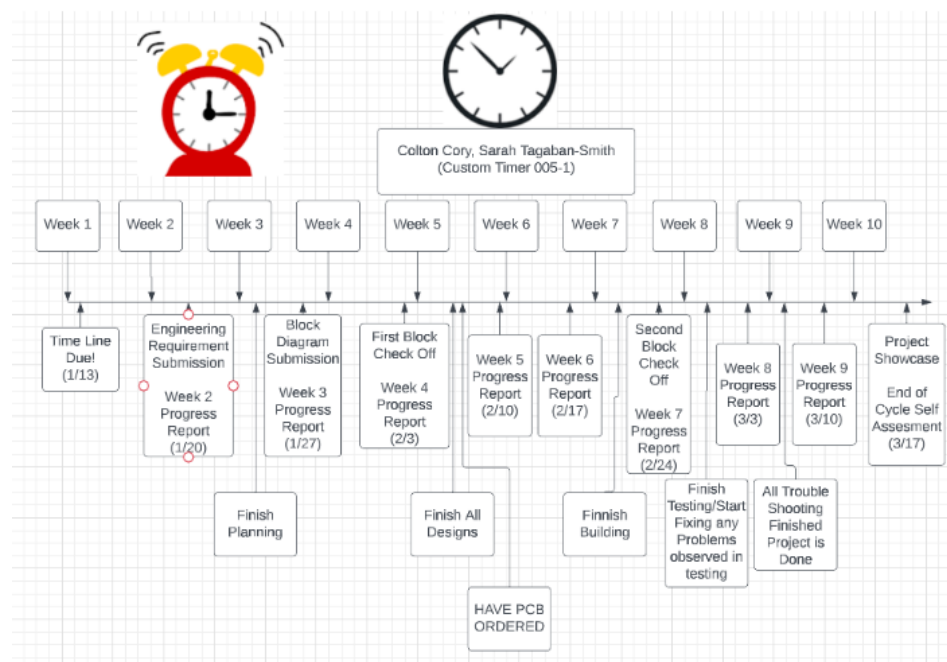 Colton Cory, Sarah Tagaban-Smith
(Custom Timer 005-1)
Week 1
Week 2
Week 3
Week 4
Week 5
Week 6
Week 7
Week 8
Week 9
Week 10
Time Line
Due!
(1/13)
Engineering
Requirement
Submission
Week 2
Progress
Report
(1/20)
Block
Diagram
Submission
Week 3
Progress
Report
(1/27)
First Block
Check Off
Week 4
Progress
Report
(2/3)
Week 5
Progress
Report
(2/10)
Week 6
Progress
Report
(2/17)
Second
Block
Check
Off
Week 7
Progress
Report
(2/24)
Week 8
Progress
Report
(3/3)
Week 9
Progress
Report
(3/10)
Project
Showcase
End of
Cycle Self
Assesment
(3/17)
Finish
Planning
Finish All
Designs
Finnish
Building
Finish
Testing/Start
Fixing any
Problems
observed in
testing
All Trouble
Shooting
Finished
Project is
Done
HAVE PCB
ORDERED